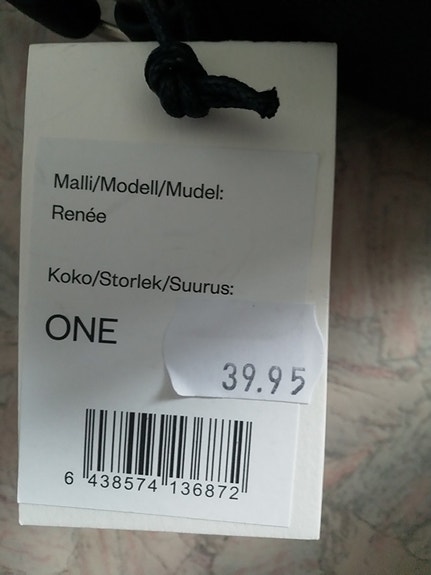 Malli/Modell/Mudel:
Renée
Koko/Storlek/Suurus:
ONE
39.95
6 438574 136872